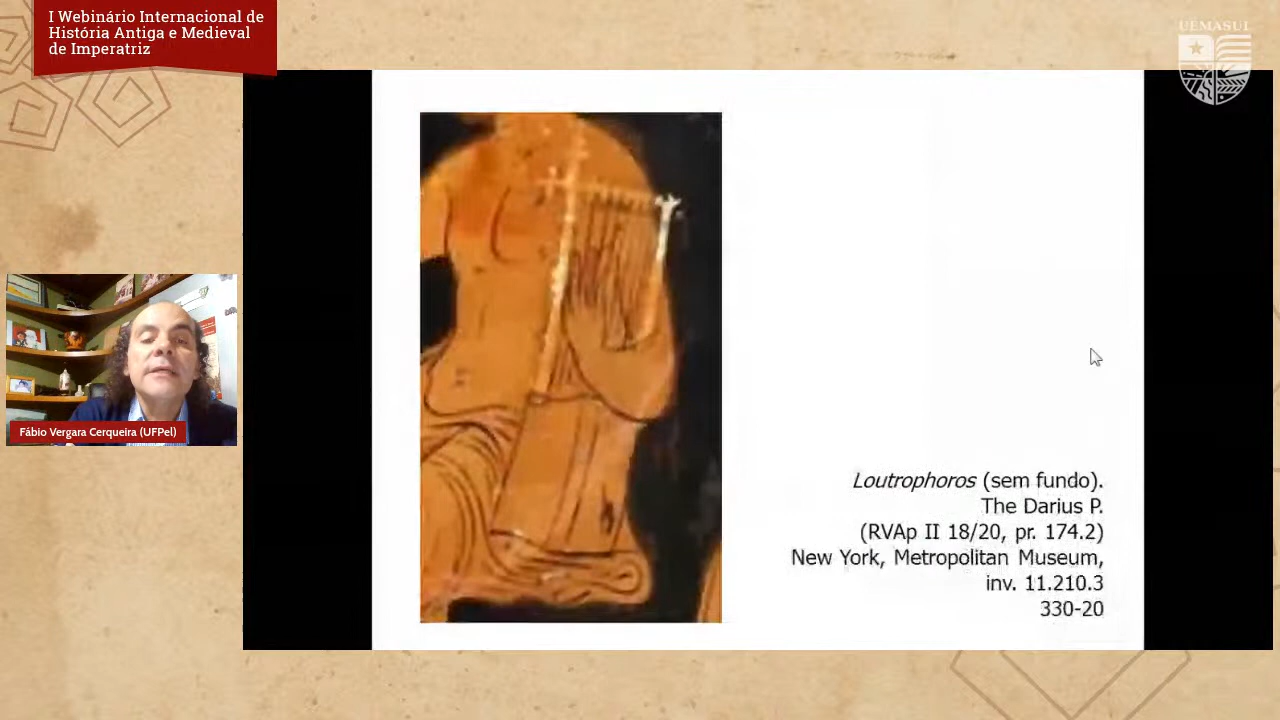 I Webinário Internacional de
História Antiga e Medieval
de Imperatriz
UEMASUL
Fábio Vergara Cerqueira (UFPel)
Loutrophoros (sem fundo).
The Darius P.
(RVAp II 18/20, pr. 174.2)
New York, Metropolitan Museum,
inv. 11.210.3
330-20